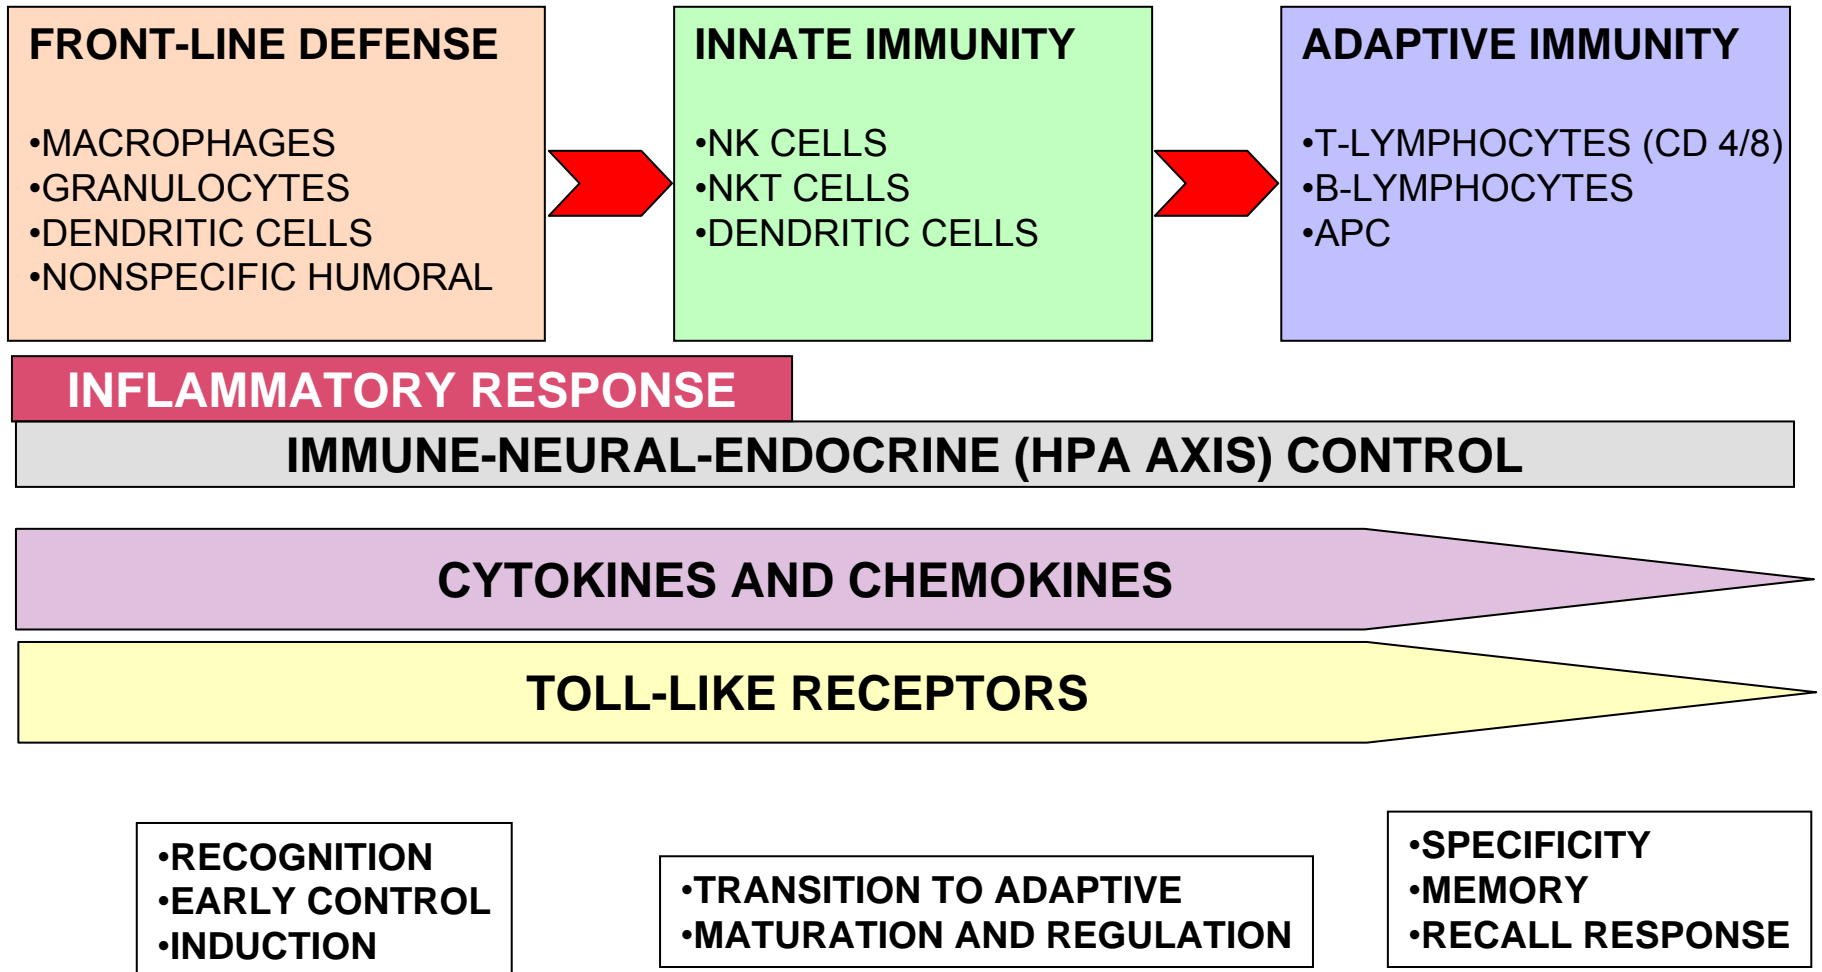 FRONT-LINE DEFENSE
•MACROPHAGES
•GRANULOCYTES
•DENDRITIC CELLS
•NONSPECIFIC HUMORAL
INNATE IMMUNITY
•NK CELLS
•NKT CELLS
•DENDRITIC CELLS
ADAPTIVE IMMUNITY
•T-LYMPHOCYTES (CD 4/8)
•B-LYMPHOCYTES
•APC
INFLAMMATORY RESPONSE
IMMUNE-NEURAL-ENDOCRINE (HPA AXIS) CONTROL
CYTOKINES AND CHEMOKINES
TOLL-LIKE RECEPTORS
•RECOGNITION
•EARLY CONTROL
•INDUCTION
•TRANSITION TO ADAPTIVE
•MATURATION AND REGULATION
•SPECIFICITY
•MEMORY
•RECALL RESPONSE